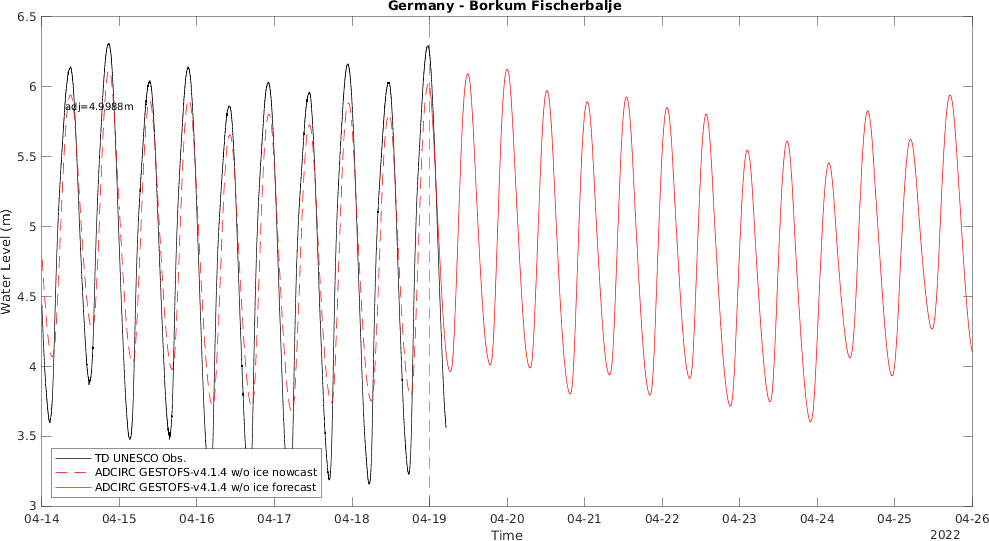 Germany - Borkum Fischerbalje
6.5
6
5.5
5
4.5
4
3.5
3
Water Level (m)
adj=4.9988m
TD UNESCO Obs.
ADCIRC GESTOFS-v4.1.4 w/o ice nowcast
ADCIRC GESTOFS-v4.1.4 w/o ice forecast
04-14 04-15 04-16 04-17 04-18 04-19 04-20 04-21 04-22 04-23 04-24 04-25 04-26
Time
2022